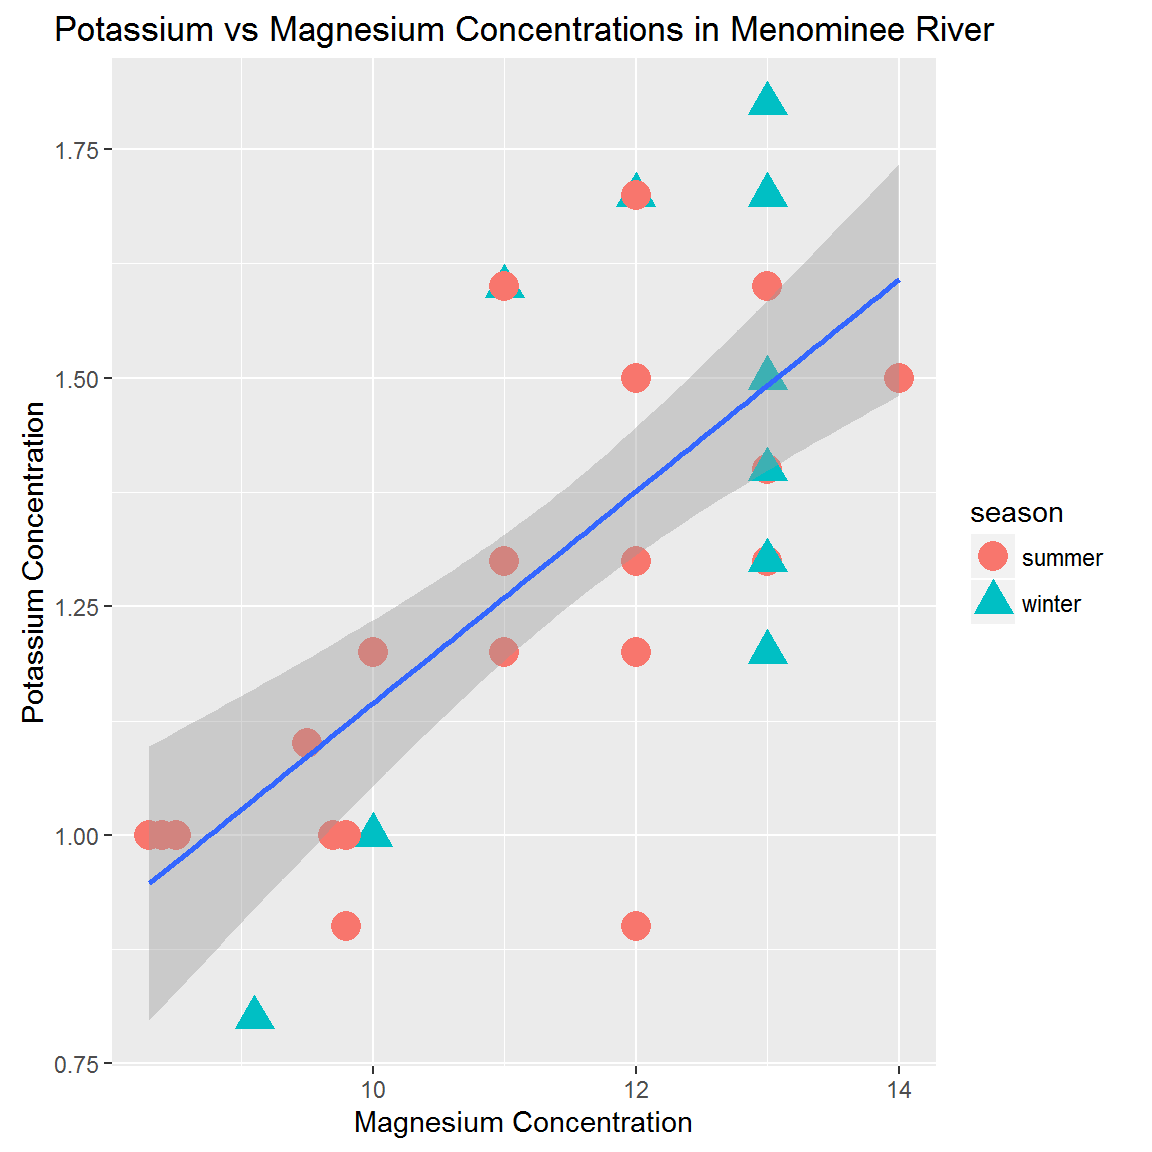 Potassium vs Magnesium Concentrations in Menominee River
Potassium Concentration
1.75
1.50
1.25
1.00
0.75
10 12 14
Magnesium Concentration
season
summer
winter